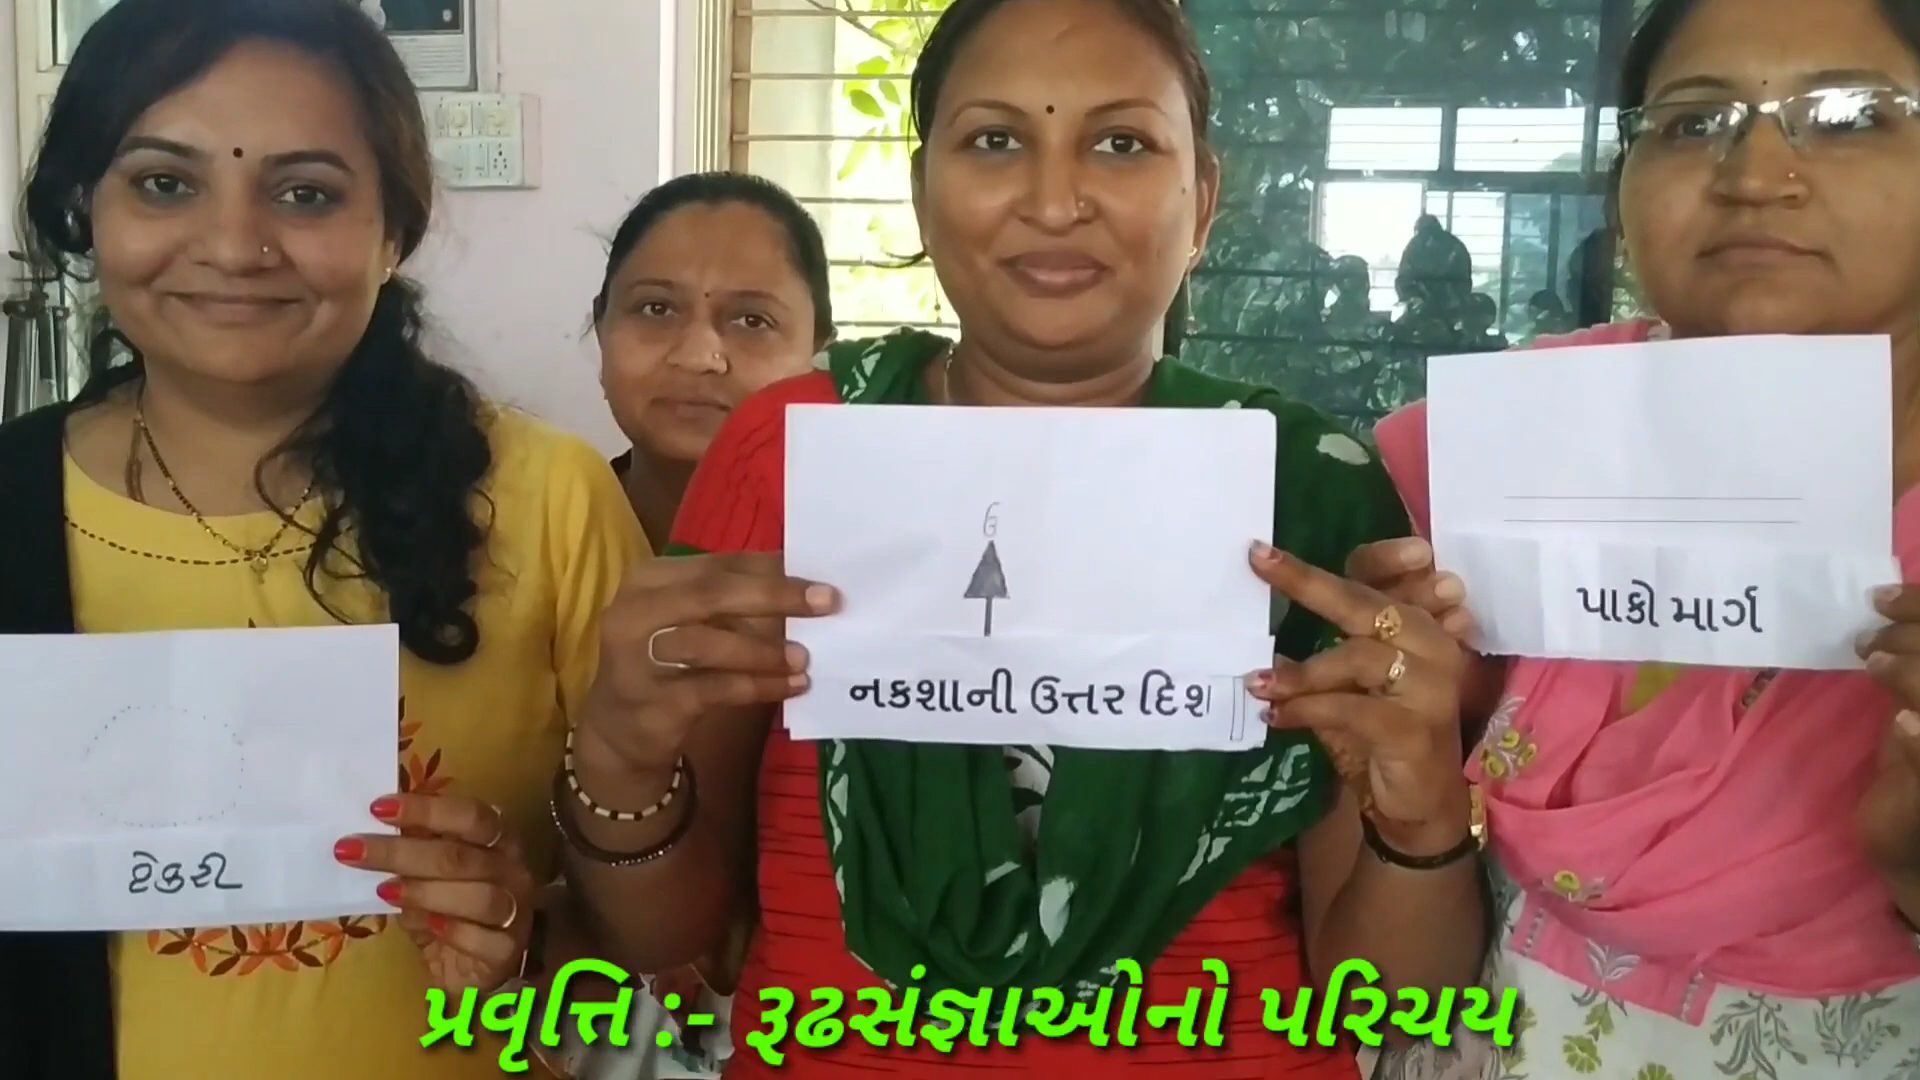 ઉ
નકશાની ઉત્તર દિશ
પાકો માર્ગ
ટેકરી
પ્રવૃત્તિ :- રૂઢસંજ્ઞાઓનો પરિચય